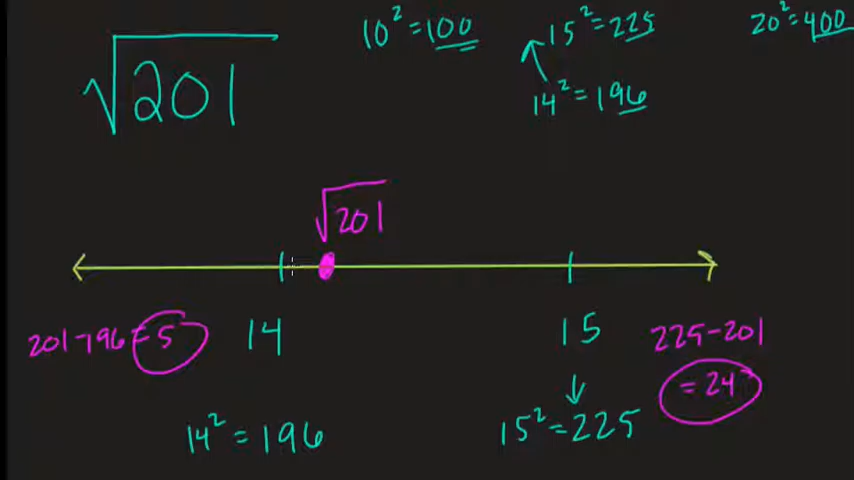 10² = 100
15² = 225
20² = 400
√201
14² = 196
√201
201-196 = 5
14
15
225-201
= 24
14² = 196
15² = 225